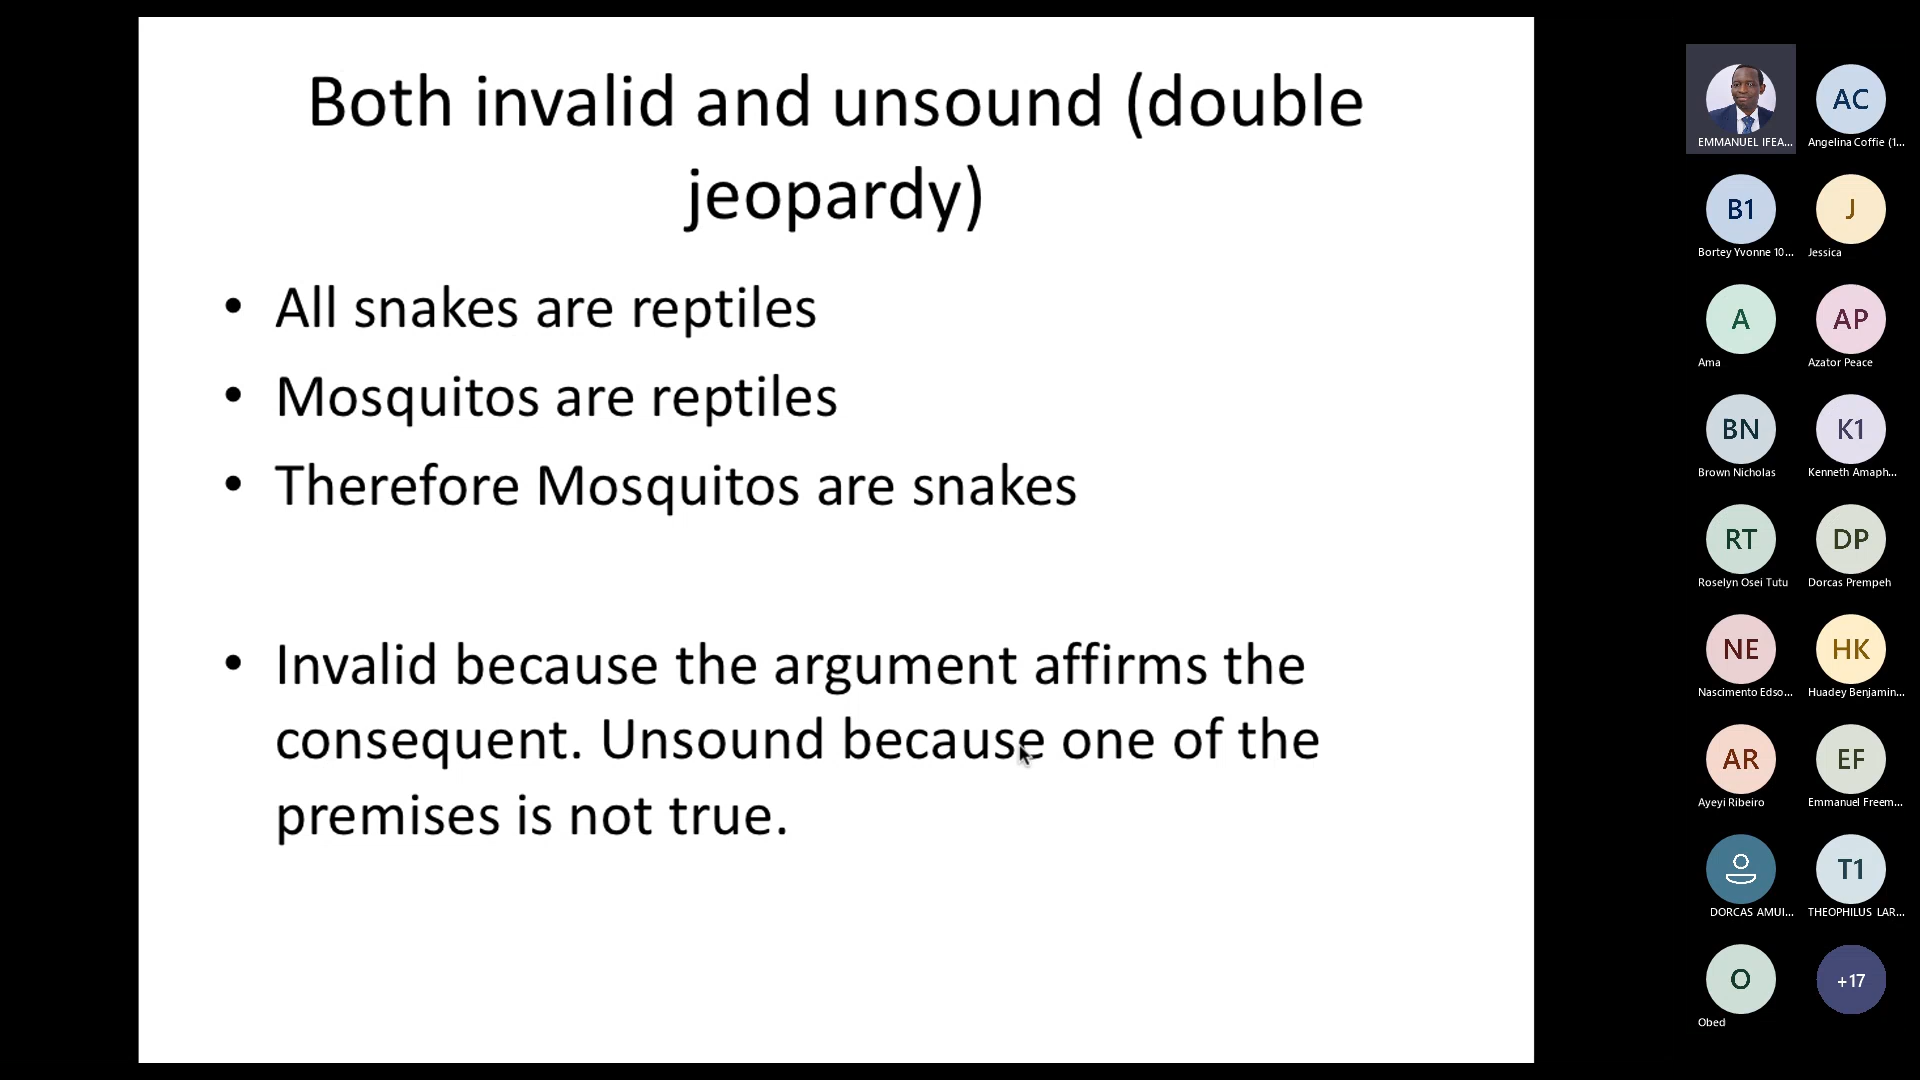 Both invalid and unsound (double
jeopardy)
• All snakes are reptiles
• Mosquitos are reptiles
• Therefore Mosquitos are snakes
• Invalid because the argument affirms the
consequent. Unsound because one of the
premises is not true.
EMMANUEL IFEA...
AC
Angelina Coffie (1...
B1
Bortey Yvonne 10...
J
Jessica
A
Ama
AP
Azator Peace
BN
Brown Nicholas
K1
Kenneth Amaph...
RT
Roselyn Osei Tutu
DP
Dorcas Prempeh
NE
Nascimento Edso...
HK
Huadey Benjamin...
AR
Ayeyi Ribeiro
EF
Emmanuel Freem...
DORCAS AMUI...
T1
THEOPHILUS LAR...
O
Obed
+17